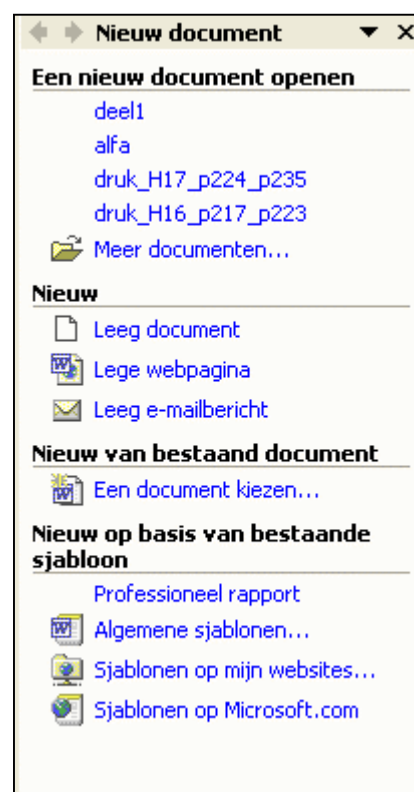 Nieuw document
Een nieuw document openen
deel1
alfa
druk_H17_p224_p235
druk_H16_p217_p223
Meer documenten...
Nieuw
Leeg document
Lege webpagina
Leeg e-mailbericht
Nieuw van bestaand document
Een document kiezen...
Nieuw op basis van bestaande
sjabloon
Professioneel rapport
Algemene sjablonen...
Sjablonen op mijn websites...
Sjablonen op Microsoft.com